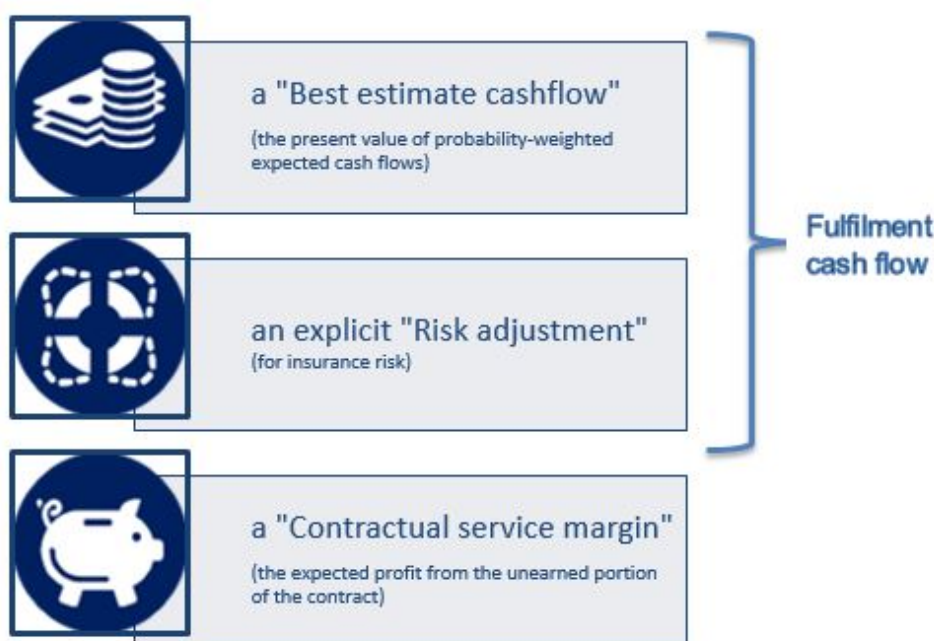 a "Best estimate cashflow"
(the present value of probability-weighted
expected cash flows)
Fulfilment
cash flow
an explicit "Risk adjustment"
(for insurance risk)
a "Contractual service margin"
(the expected profit from the unearned portion
of the contract)